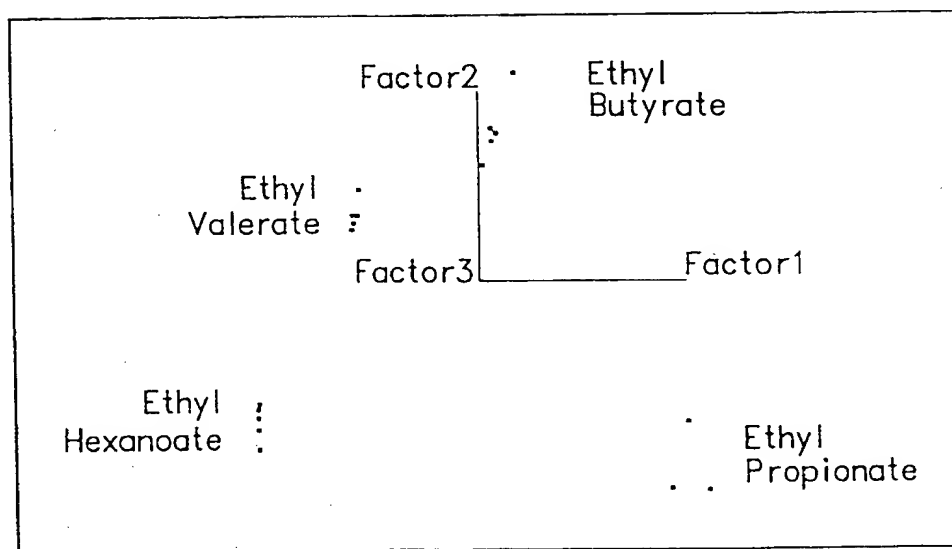 Factor2
Ethyl
Butyrate
Ethyl
Valerate
Factor3
Factor1
Ethyl
Hexanoate
Ethyl
Propionate